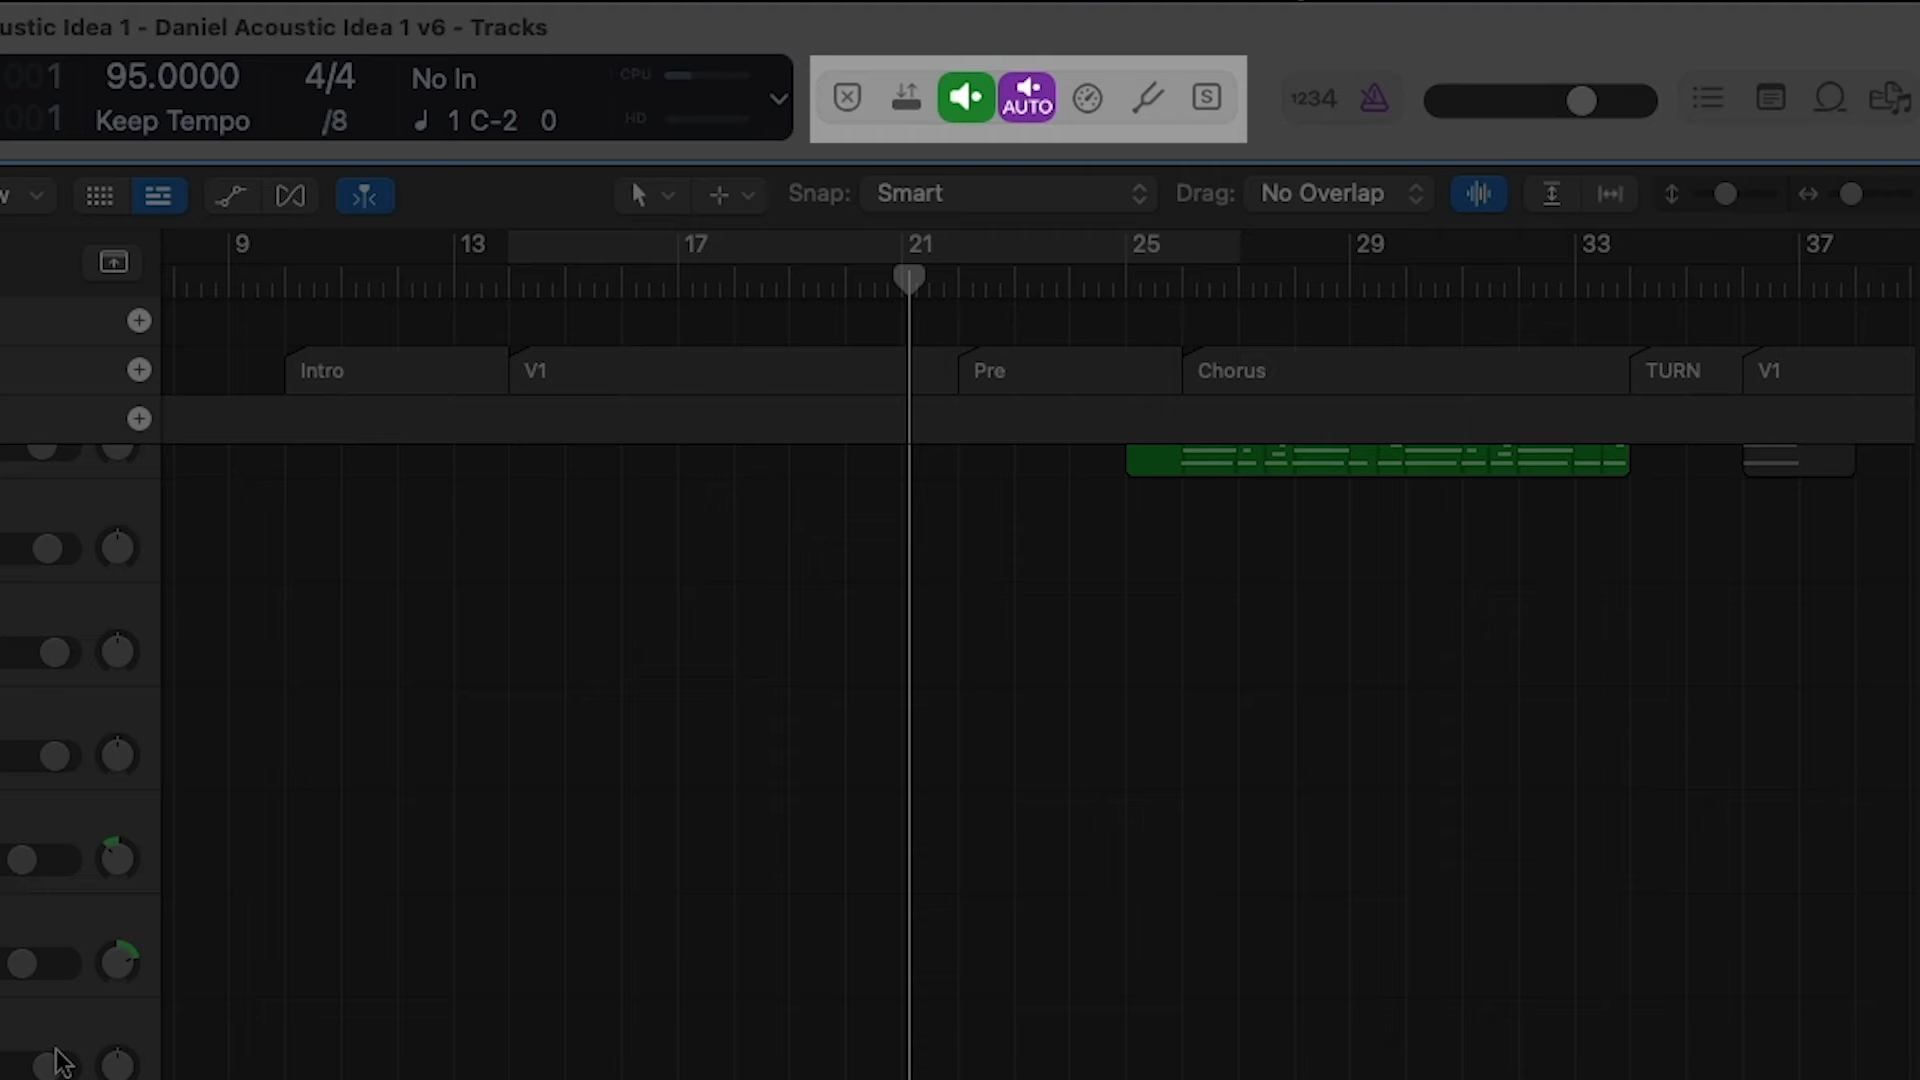 ustic Idea 1 - Daniel Acoustic Idea 1 v6 - Tracks
001 95.0000 4/4 No In CPU
001 Keep Tempo /8 1 C-2 0 HD
AUTO S 1234
Snap: Smart Drag: No Overlap
9 13 17 21 25 29 33 37
Intro V1 Pre Chorus TURN V1